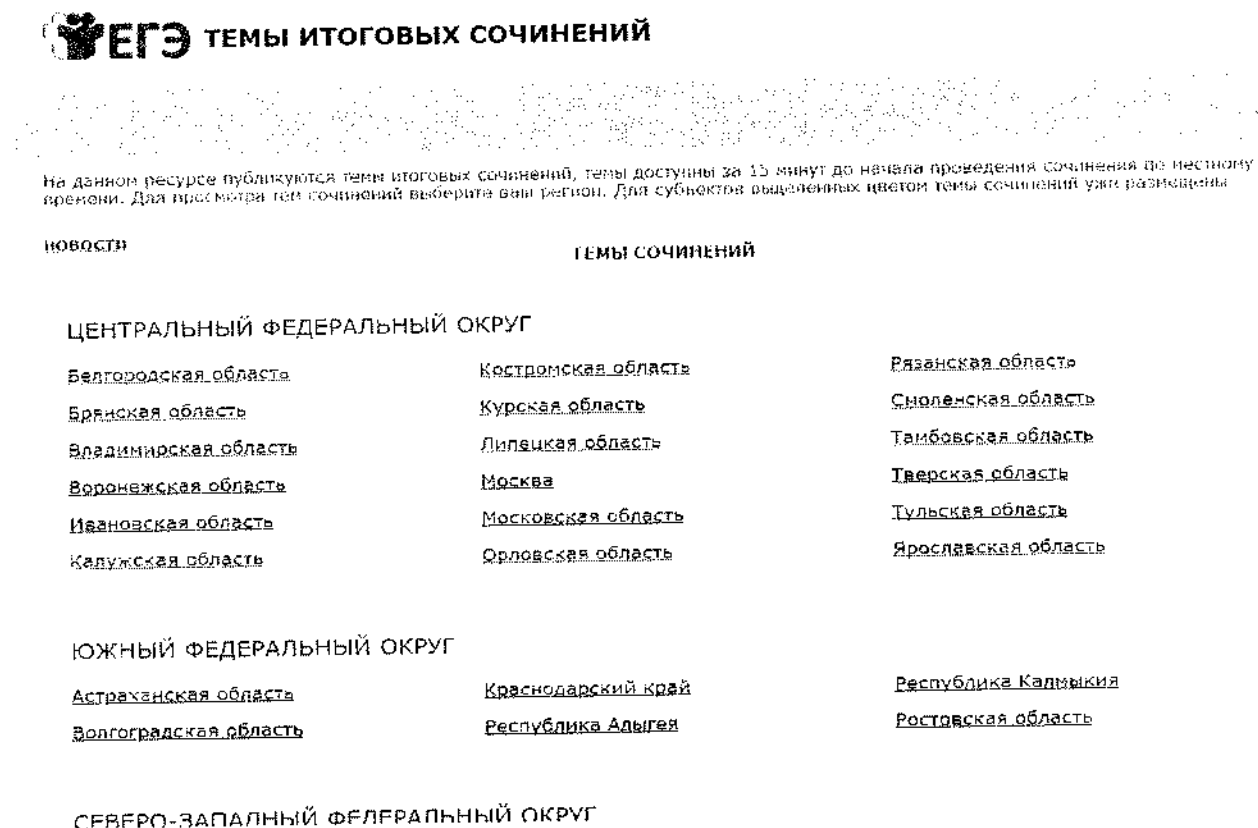 ЕГЭ ТЕМЫ ИТОГОВЫХ СОЧИНЕНИЙ
На данном ресурсе публикуются темы итоговых сочинений, темы доступны за 15 минут до начала проведения сочинения по местному
времени. Для просмотра тем сочинений выберите ваш регион. Для субъектов выделенных цветом темы сочинений уже размещены
НОВОСТИ
ТЕМЫ СОЧИНЕНИЙ
ЦЕНТРАЛЬНЫЙ ФЕДЕРАЛЬНЫЙ ОКРУГ
Белгородская область Костромская область Рязанская область
Брянская область Курская область Смоленская область
Владимирская область Липецкая область Тамбовская область
Воронежская область Москва Тверская область
Ивановская область Московская область Тульская область
Калужская область Орловская область Ярославская область
ЮЖНЫЙ ФЕДЕРАЛЬНЫЙ ОКРУГ
Астраханская область Краснодарский край Республика Калмыкия
Волгоградская область Республика Адыгея Ростовская область
СЕВЕРО-ЗАПАДНЫЙ ФЕДЕРАЛЬНЫЙ ОКРУГ